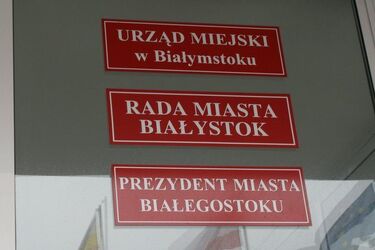 URZĄD MIEJSKI
w Białymstoku
RADA MIASTA
BIAŁYSTOK
PREZYDENT MIASTA
BIAŁEGOSTOKU